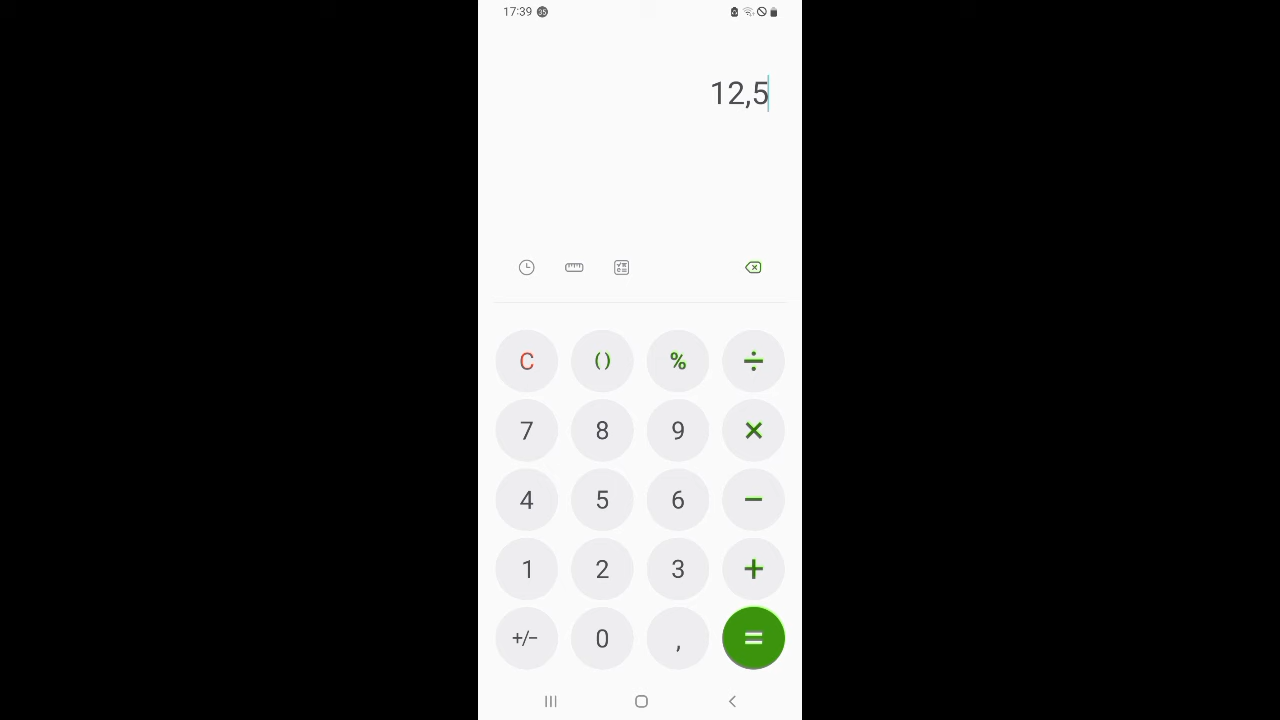 17:39
12,5
C () % ÷
7 8 9 ×
4 5 6 −
1 2 3 +
+/− 0 , =